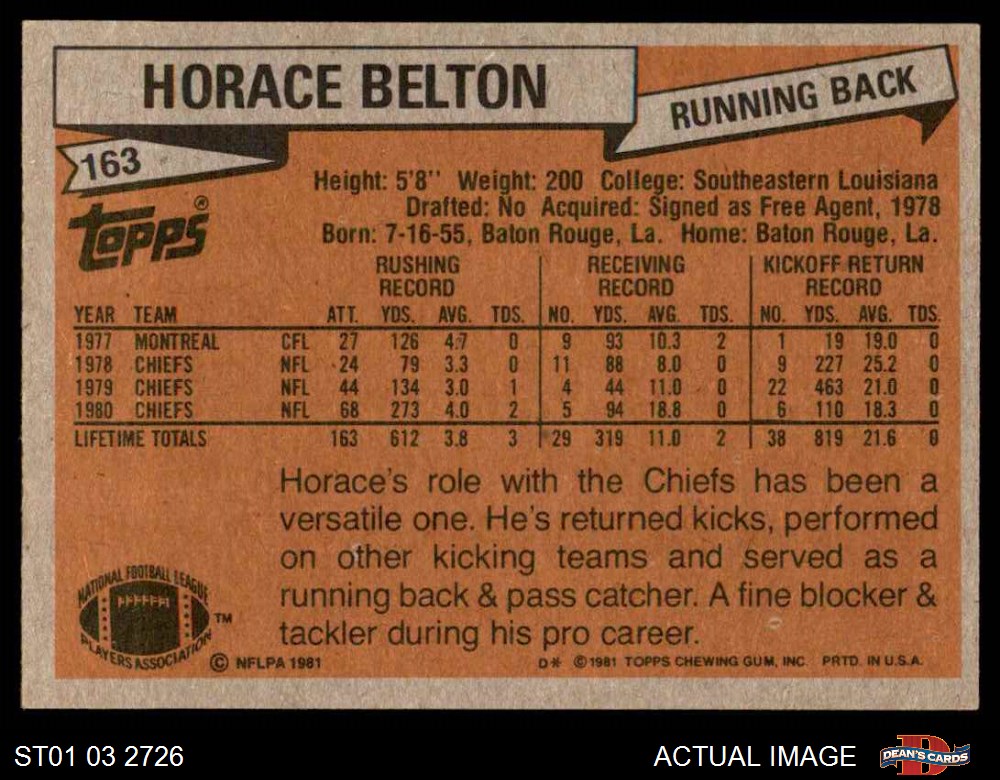 HORACE BELTON
RUNNING BACK
163
Topps®
Height: 5'8'' Weight: 200 College: Southeastern Louisiana
Drafted: No Acquired: Signed as Free Agent, 1978
Born: 7-16-55, Baton Rouge, La. Home: Baton Rouge, La.
RUSHING RECORD RECEIVING RECORD KICKOFF RETURN RECORD
YEAR TEAM ATT. YDS. AVG. TDS. NO. YDS. AVG. TDS. NO. YDS. AVG. TDS.
1977 MONTREAL CFL 27 126 4.7 0 9 93 10.3 2 1 19 19.0 0
1978 CHIEFS NFL 24 79 3.3 0 11 88 8.0 0 9 227 25.2 0
1979 CHIEFS NFL 44 134 3.0 1 4 44 11.0 0 22 463 21.0 0
1980 CHIEFS NFL 68 273 4.0 2 5 94 18.8 0 6 110 18.3 0
LIFETIME TOTALS 163 612 3.8 3 29 319 11.0 2 38 819 21.6 0
Horace's role with the Chiefs has been a
versatile one. He's returned kicks, performed
on other kicking teams and served as a
running back & pass catcher. A fine blocker &
tackler during his pro career.
NATIONAL FOOTBALL LEAGUE
PLAYERS ASSOCIATION
™
© NFLPA 1981
D* © 1981 TOPPS CHEWING GUM, INC. PRTD. IN U.S.A.
ST01 03 2726
ACTUAL IMAGE
D
DEAN'S CARDS